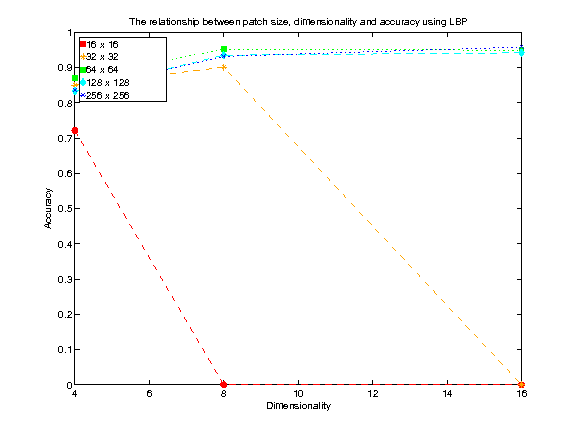 The relationship between patch size, dimensionality and accuracy using LBP
1
0.9
0.8
0.7
0.6
0.5
0.4
0.3
0.2
0.1
0
16 x 16
32 x 32
64 x 64
128 x 128
256 x 256
Accuracy
4
6
8
10
12
14
16
Dimensionality